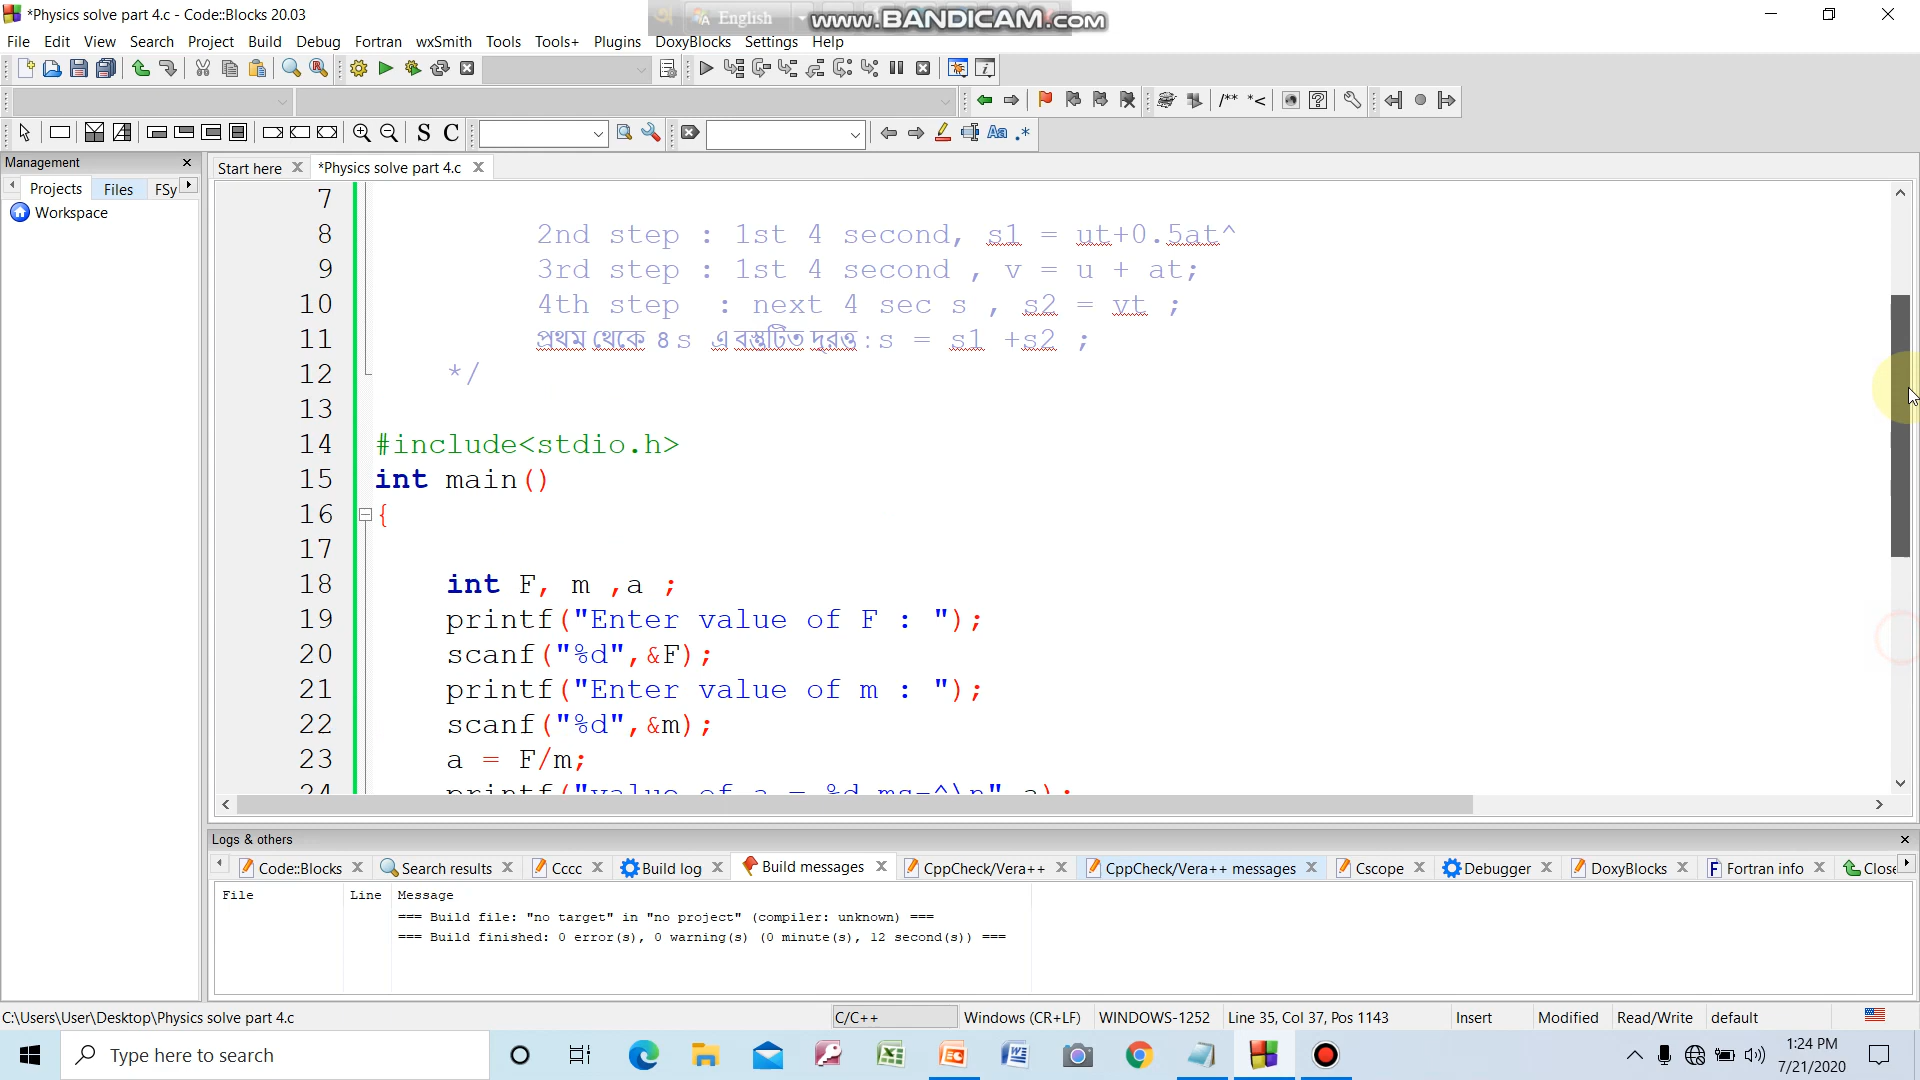 *Physics solve part 4.c - Code::Blocks 20.03
English
www.BANDICAM.com
File Edit View Search Project Build Debug Fortran wxSmith Tools Tools+ Plugins DoxyBlocks Settings Help
/** *<
S C
Aa .*
Management
Start here *Physics solve part 4.c
Projects Files FSy
Workspace
7
8 2nd step : 1st 4 second, s1 = ut+0.5at^
9 3rd step : 1st 4 second , v = u + at;
10 4th step : next 4 sec s , s2 = vt ;
11 প্রথম থেকে ৪ s এ বস্তুটিত দূরত্ত : s = s1 +s2 ;
12 */
13
14 #include<stdio.h>
15 int main()
16 {
17
18 int F, m ,a ;
19 printf("Enter value of F : ");
20 scanf("%d",&F);
21 printf("Enter value of m : ");
22 scanf("%d",&m);
23 a = F/m;
24 printf("value of a = %d ms-^\n",a);
Logs & others
Code::Blocks Search results Cccc Build log Build messages CppCheck/Vera++ CppCheck/Vera++ messages Cscope Debugger DoxyBlocks Fortran info Close
File Line Message
=== Build file: "no target" in "no project" (compiler: unknown) ===
=== Build finished: 0 error(s), 0 warning(s) (0 minute(s), 12 second(s)) ===
C:\Users\User\Desktop\Physics solve part 4.c C/C++ Windows (CR+LF) WINDOWS-1252 Line 35, Col 37, Pos 1143 Insert Modified Read/Write default
Type here to search
1:24 PM
7/21/2020